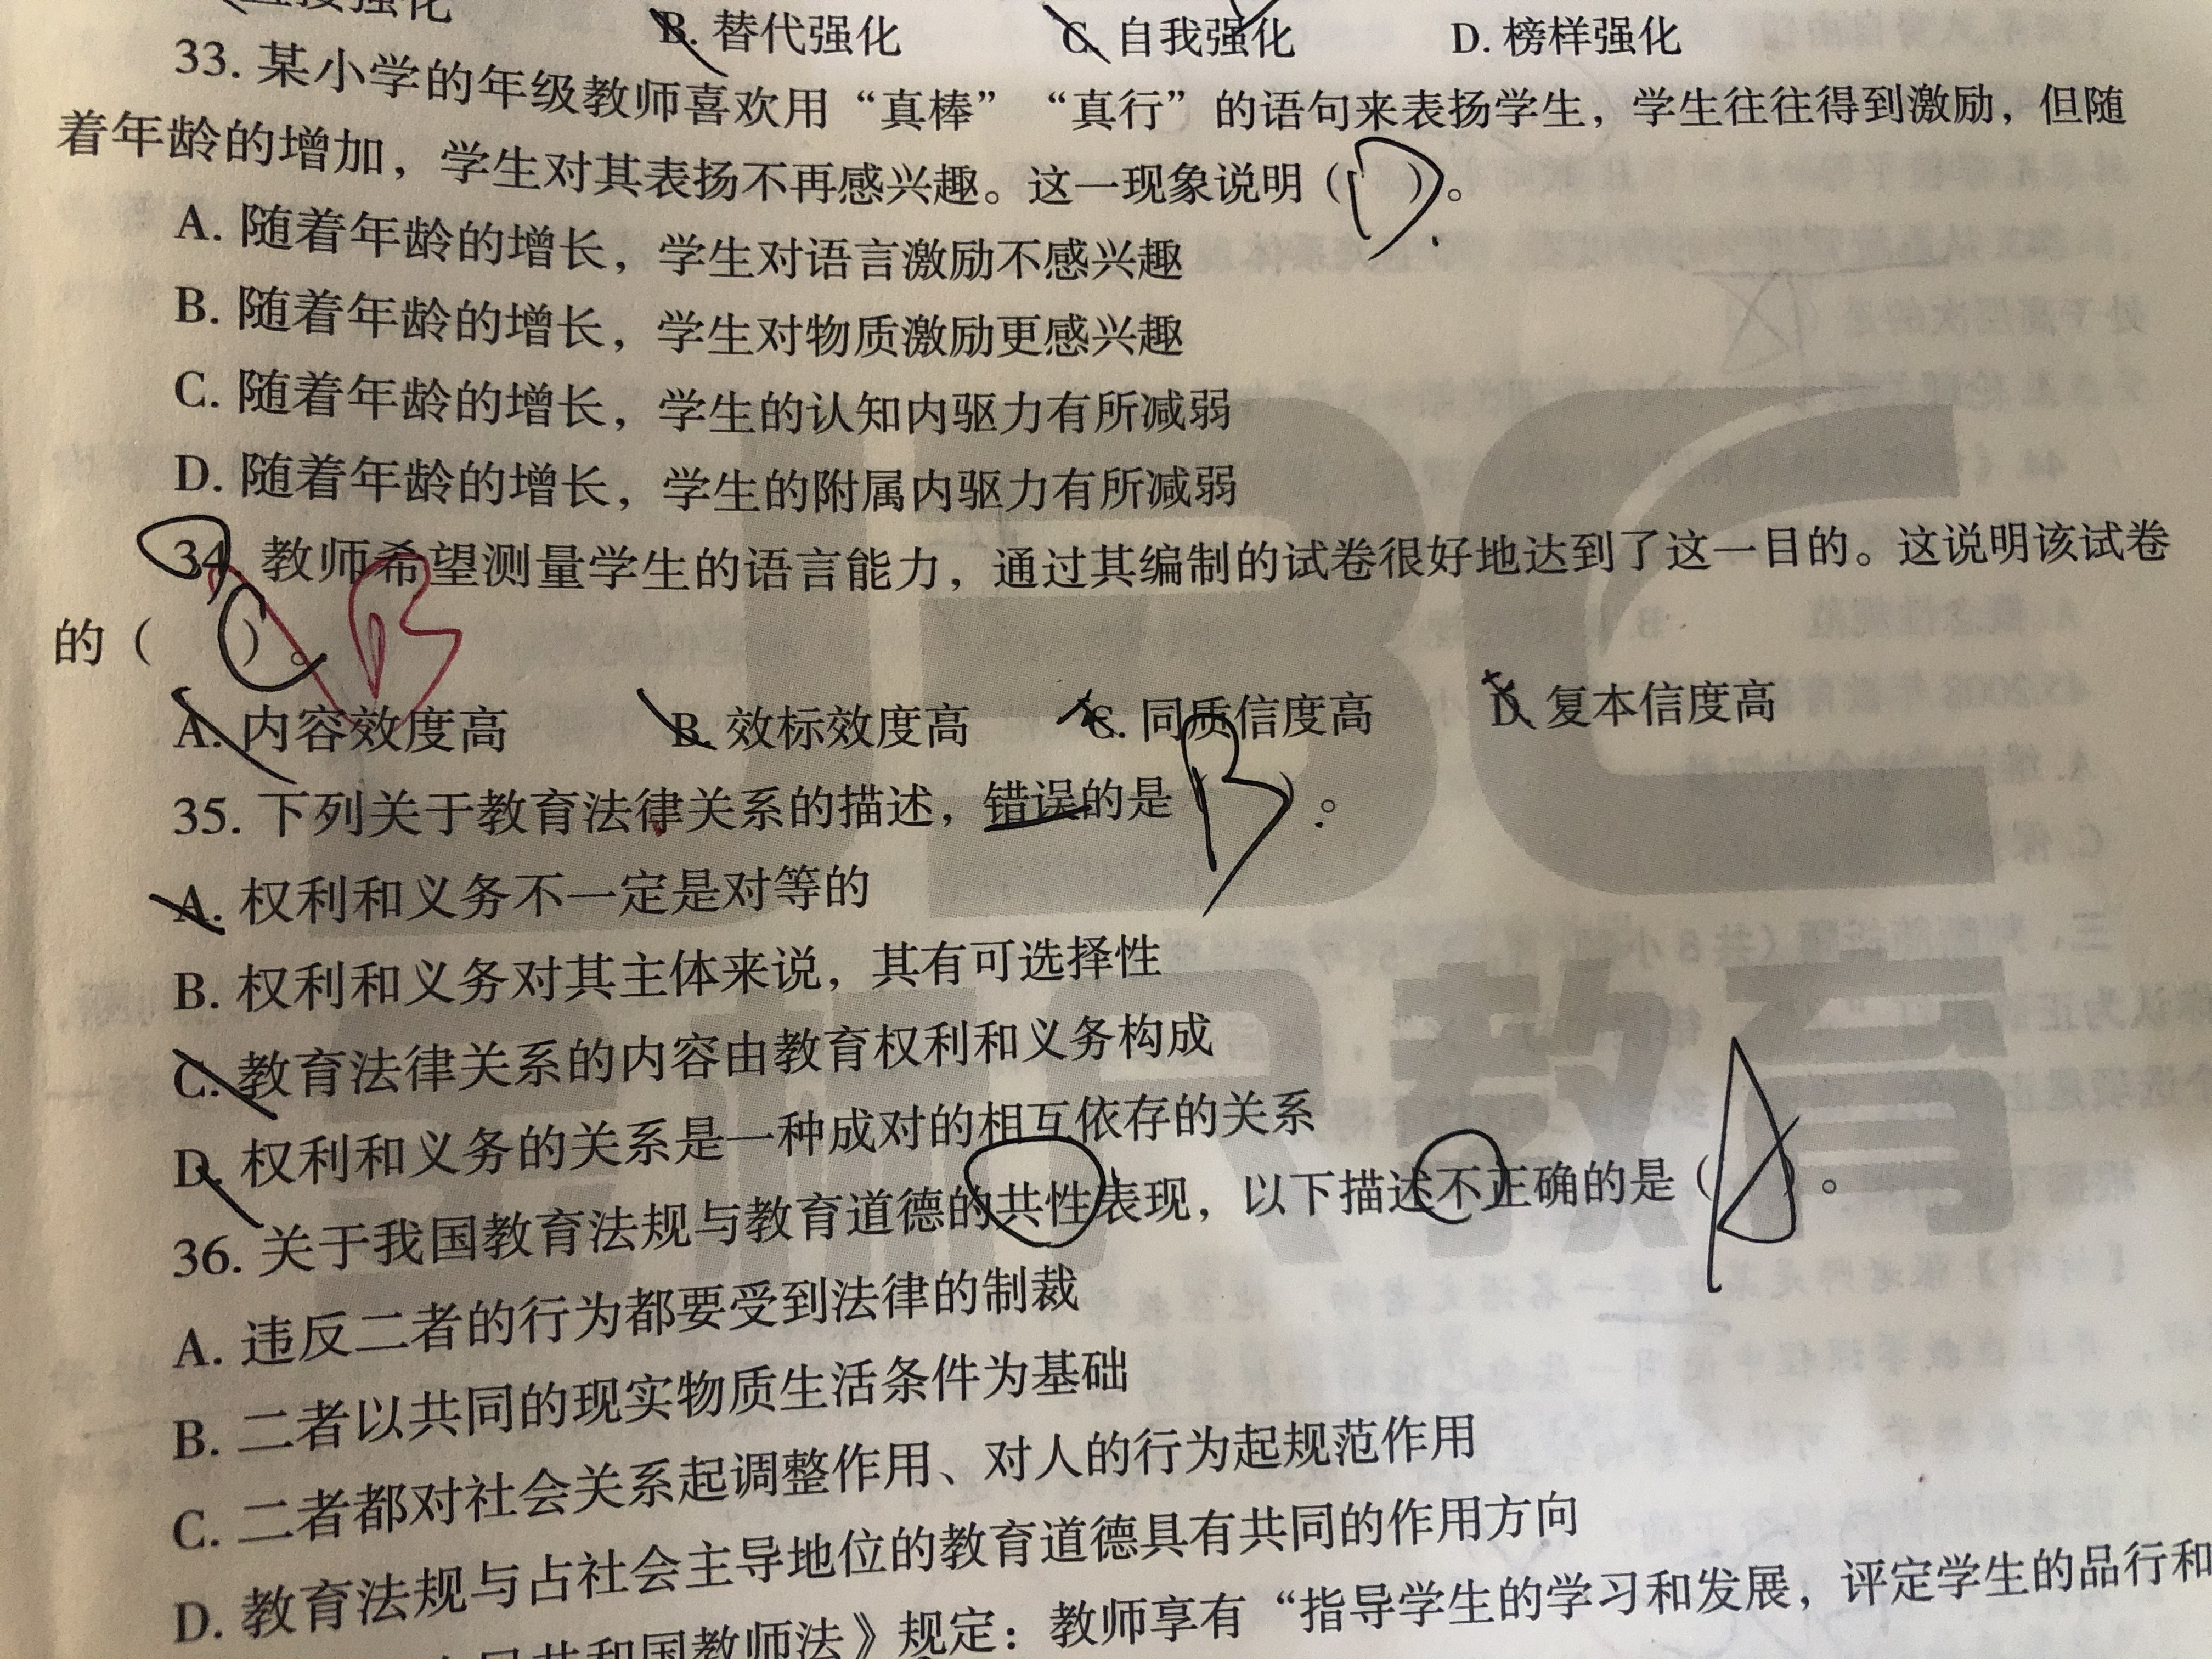 直接强化 B. 替代强化 C. 自我强化 D. 榜样强化
33. 某小学的年级教师喜欢用“真棒”“真行”的语句来表扬学生，学生往往得到激励，但随
着年龄的增加，学生对其表扬不再感兴趣。这一现象说明（D）。
A. 随着年龄的增长，学生对语言激励不感兴趣
B. 随着年龄的增长，学生对物质激励更感兴趣
C. 随着年龄的增长，学生的认知内驱力有所减弱
D. 随着年龄的增长，学生的附属内驱力有所减弱
34. 教师希望测量学生的语言能力，通过其编制的试卷很好地达到了这一目的。这说明该试卷
的（C）。B
A. 内容效度高 B. 效标效度高 C. 同质信度高 D. 复本信度高
35. 下列关于教育法律关系的描述，错误的是（B）。
A. 权利和义务不一定是对等的
B. 权利和义务对其主体来说，其有可选择性
C. 教育法律关系的内容由教育权利和义务构成
D. 权利和义务的关系是一种成对的相互依存的关系
36. 关于我国教育法规与教育道德的共性表现，以下描述不正确的是（A）。
A. 违反二者的行为都要受到法律的制裁
B. 二者以共同的现实物质生活条件为基础
C. 二者都对社会关系起调整作用、对人的行为起规范作用
D. 教育法规与占社会主导地位的教育道德具有共同的作用方向
人民共和国教师法》规定：教师享有“指导学生的学习和发展，评定学生的品行和
教育